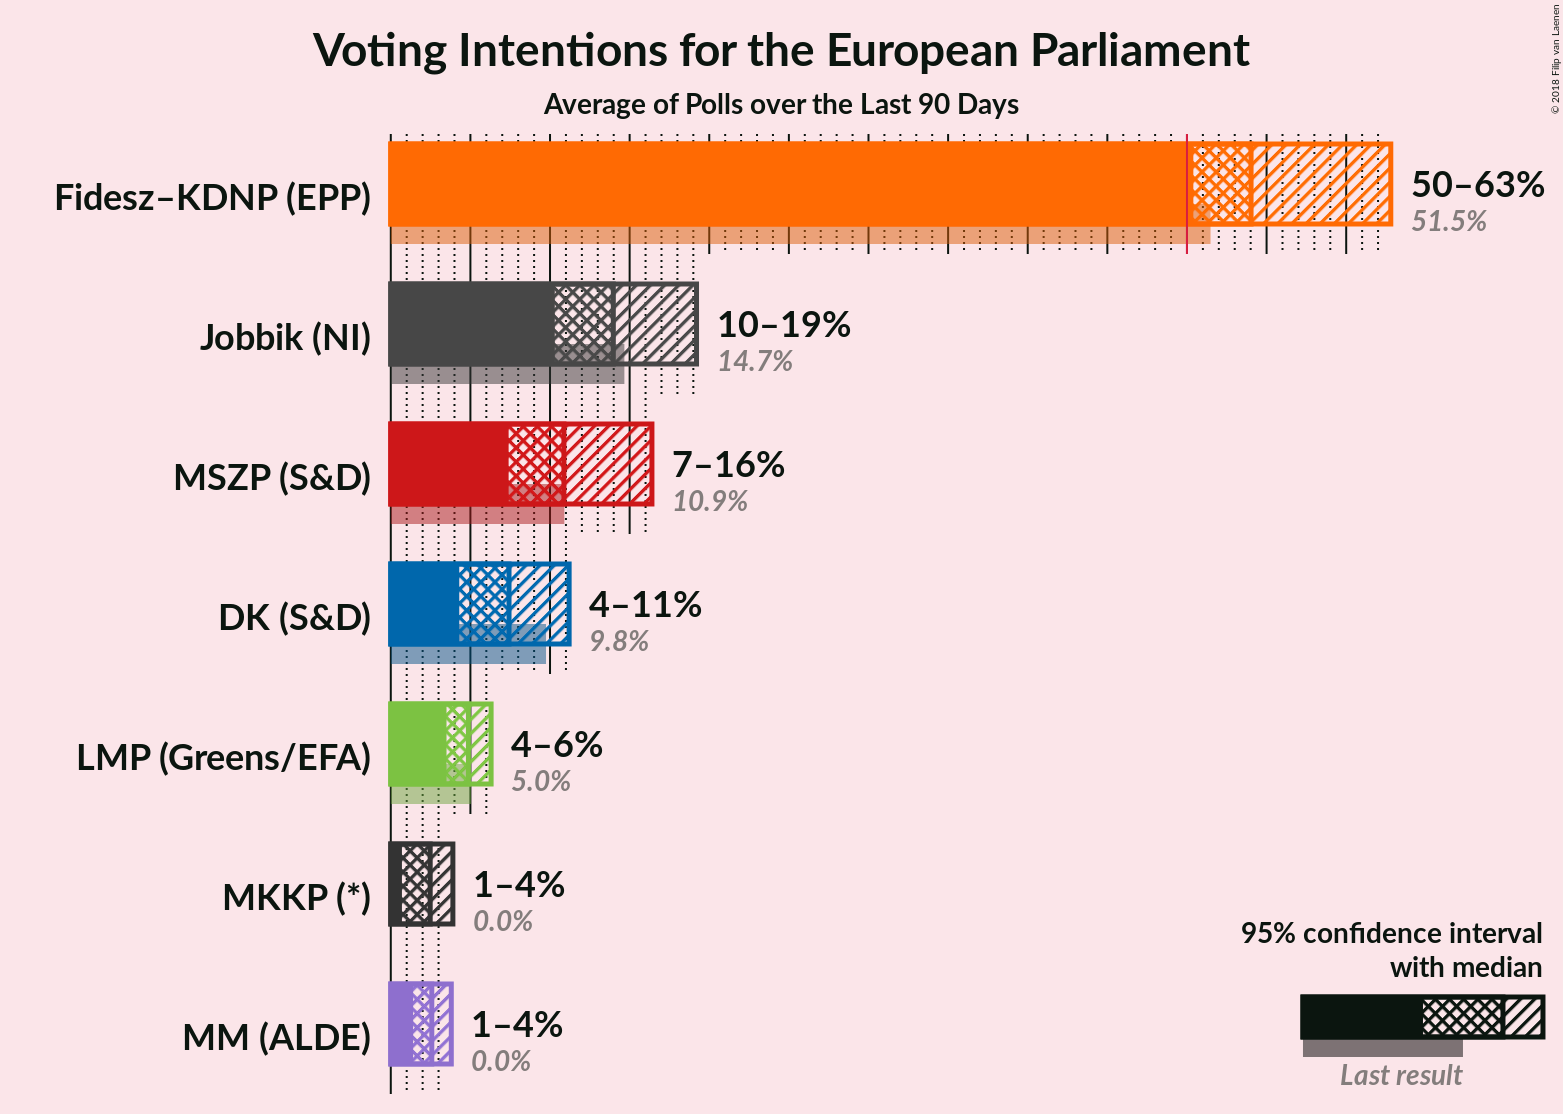 Voting Intentions for the European Parliament
Average of Polls over the Last 90 Days
© 2018 Filip van Laenen
Fidesz–KDNP (EPP)
50–63%
51.5%
Jobbik (NI)
10–19%
14.7%
MSZP (S&D)
7–16%
10.9%
DK (S&D)
4–11%
9.8%
LMP (Greens/EFA)
4–6%
5.0%
MKKP (*)
1–4%
0.0%
MM (ALDE)
1–4%
0.0%
95% confidence interval
with median
Last result